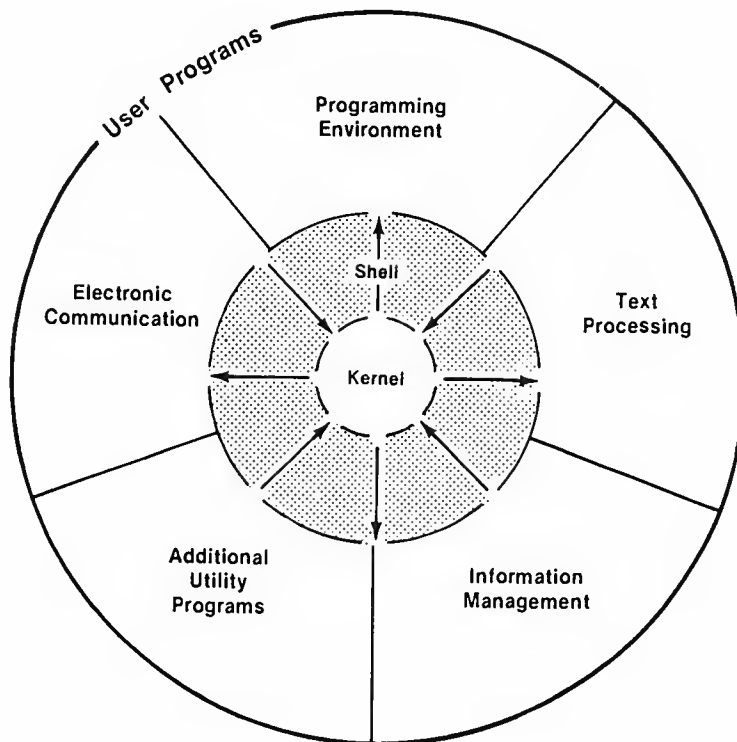 User Programs
Programming
Environment
Electronic
Communication
Shell
Text
Processing
Kernel
Additional
Utility
Programs
Information
Management